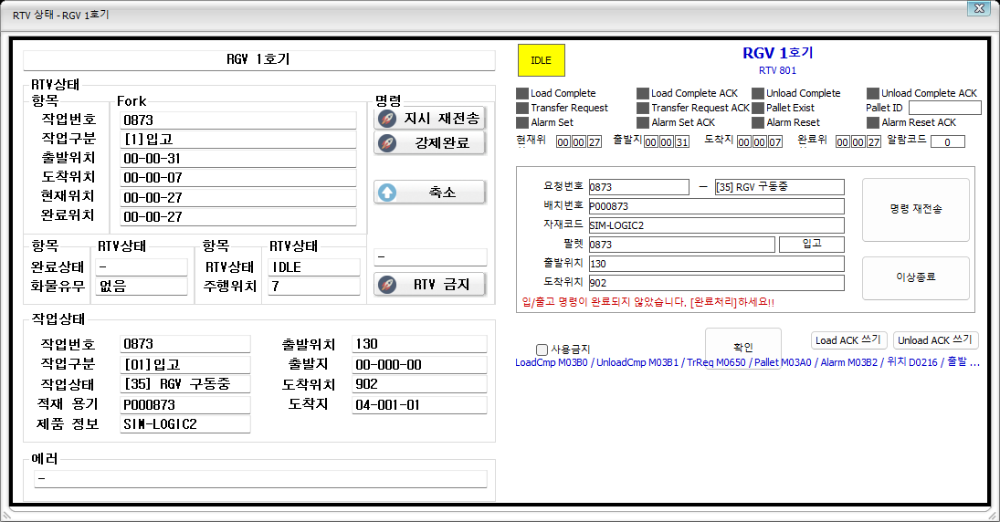 RTV 상태 - RGV 1호기
RGV 1호기
RTV상태
항목 Fork 명령
작업번호 0873 지시 재전송
작업구분 [1]입고 강제완료
출발위치 00-00-31
도착위치 00-00-07 축소
현재위치 00-00-27
완료위치 00-00-27
항목 RTV상태 항목 RTV상태
완료상태 - RTV상태 IDLE -
화물유무 없음 주행위치 7 RTV 금지
작업상태
작업번호 0873 출발위치 130
작업구분 [01]입고 출발지 00-000-00
작업상태 [35] RGV 구동중 도착위치 902
적재 용기 P000873 도착지 04-001-01
제품 정보 SIM-LOGIC2
에러
-
IDLE RGV 1호기
RTV 801
Load Complete Load Complete ACK Unload Complete Unload Complete ACK
Transfer Request Transfer Request ACK Pallet Exist Pallet ID
Alarm Set Alarm Set ACK Alarm Reset Alarm Reset ACK
현재위 00 00 27 출발지 00 00 31 도착지 00 00 07 완료위 00 00 27 알람코드 0
요청번호 0873 - [35] RGV 구동중
배치번호 P000873 명령 재전송
자재코드 SIM-LOGIC2
팔렛 0873 입고
출발위치 130
도착위치 902 이상종료
입/출고 명령이 완료되지 않았습니다. [완료처리]하세요!!
사용금지 확인 Load ACK 쓰기 Unload ACK 쓰기
LoadCmp M03B0 / UnloadCmp M03B1 / TrReq M0650 / Pallet M03A0 / Alarm M03B2 / 위치 D0216 / 출발 ...